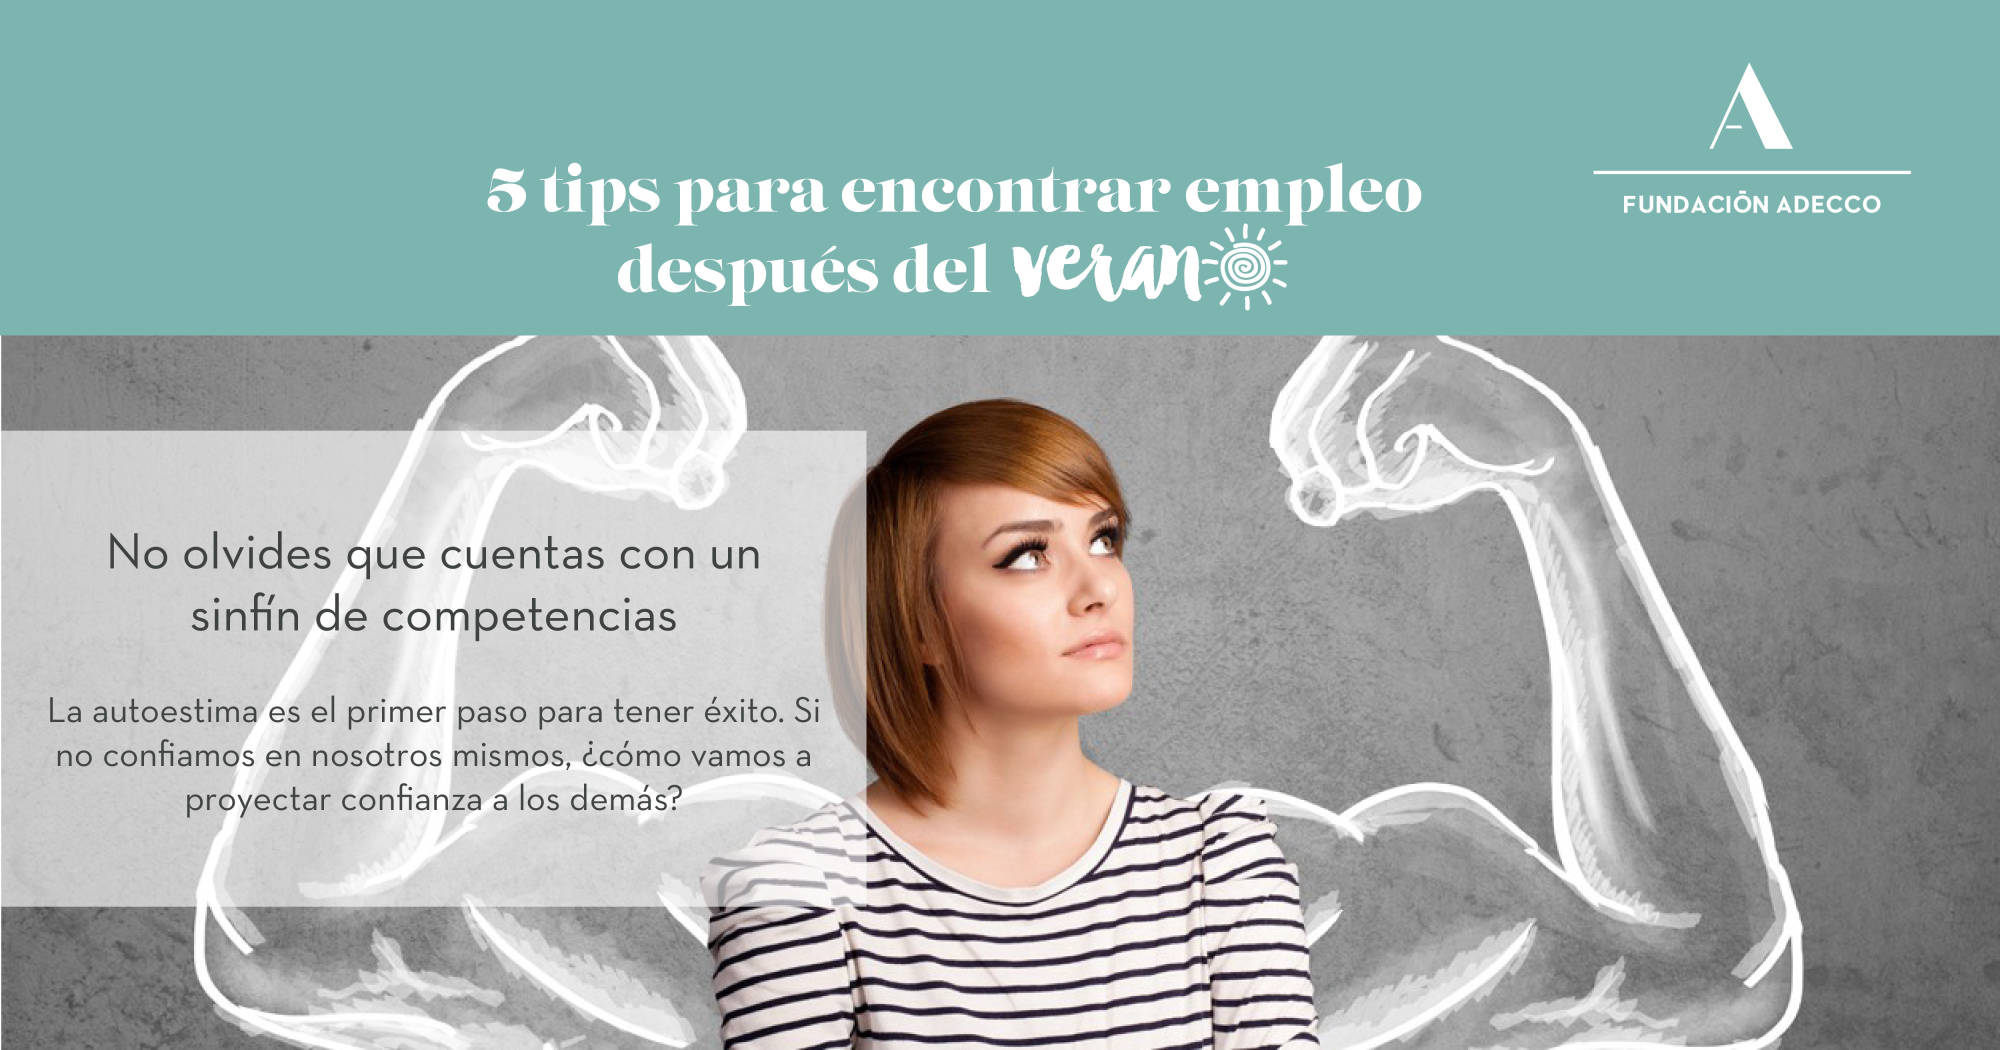 5 tips para encontrar empleo
después del verano
A
FUNDACIÓN ADECCO
No olvides que cuentas con un
sinfín de competencias
La autoestima es el primer paso para tener éxito. Si
no confiamos en nosotros mismos, ¿cómo vamos a
proyectar confianza a los demás?